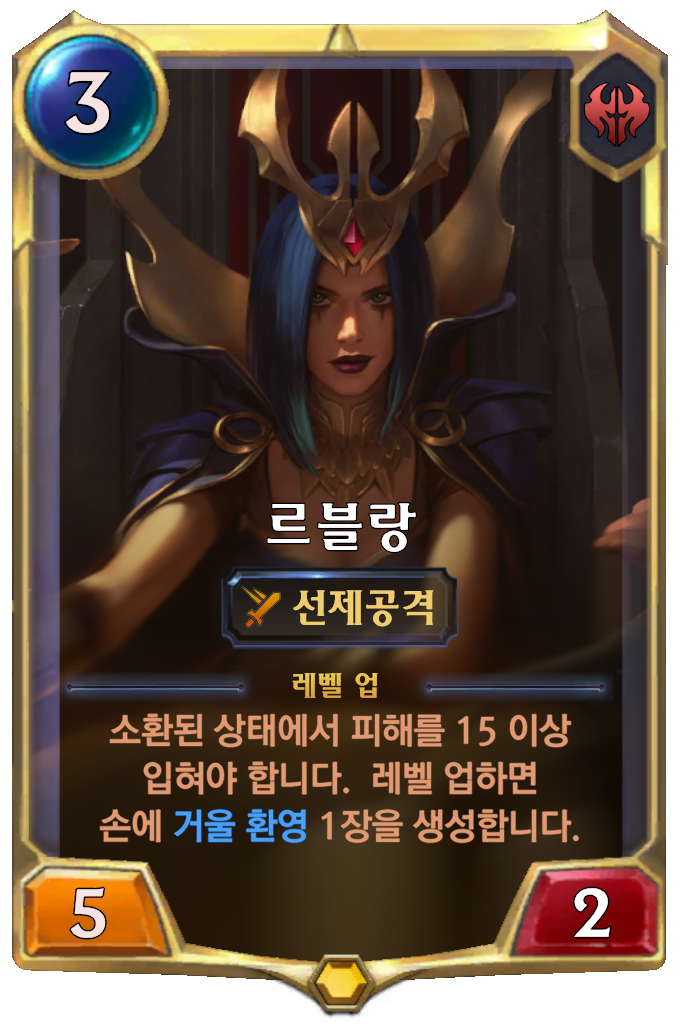 3
르블랑
선제공격
레벨 업
소환된 상태에서 피해를 15 이상
입혀야 합니다. 레벨 업하면
손에 거울 환영 1장을 생성합니다.
5
2